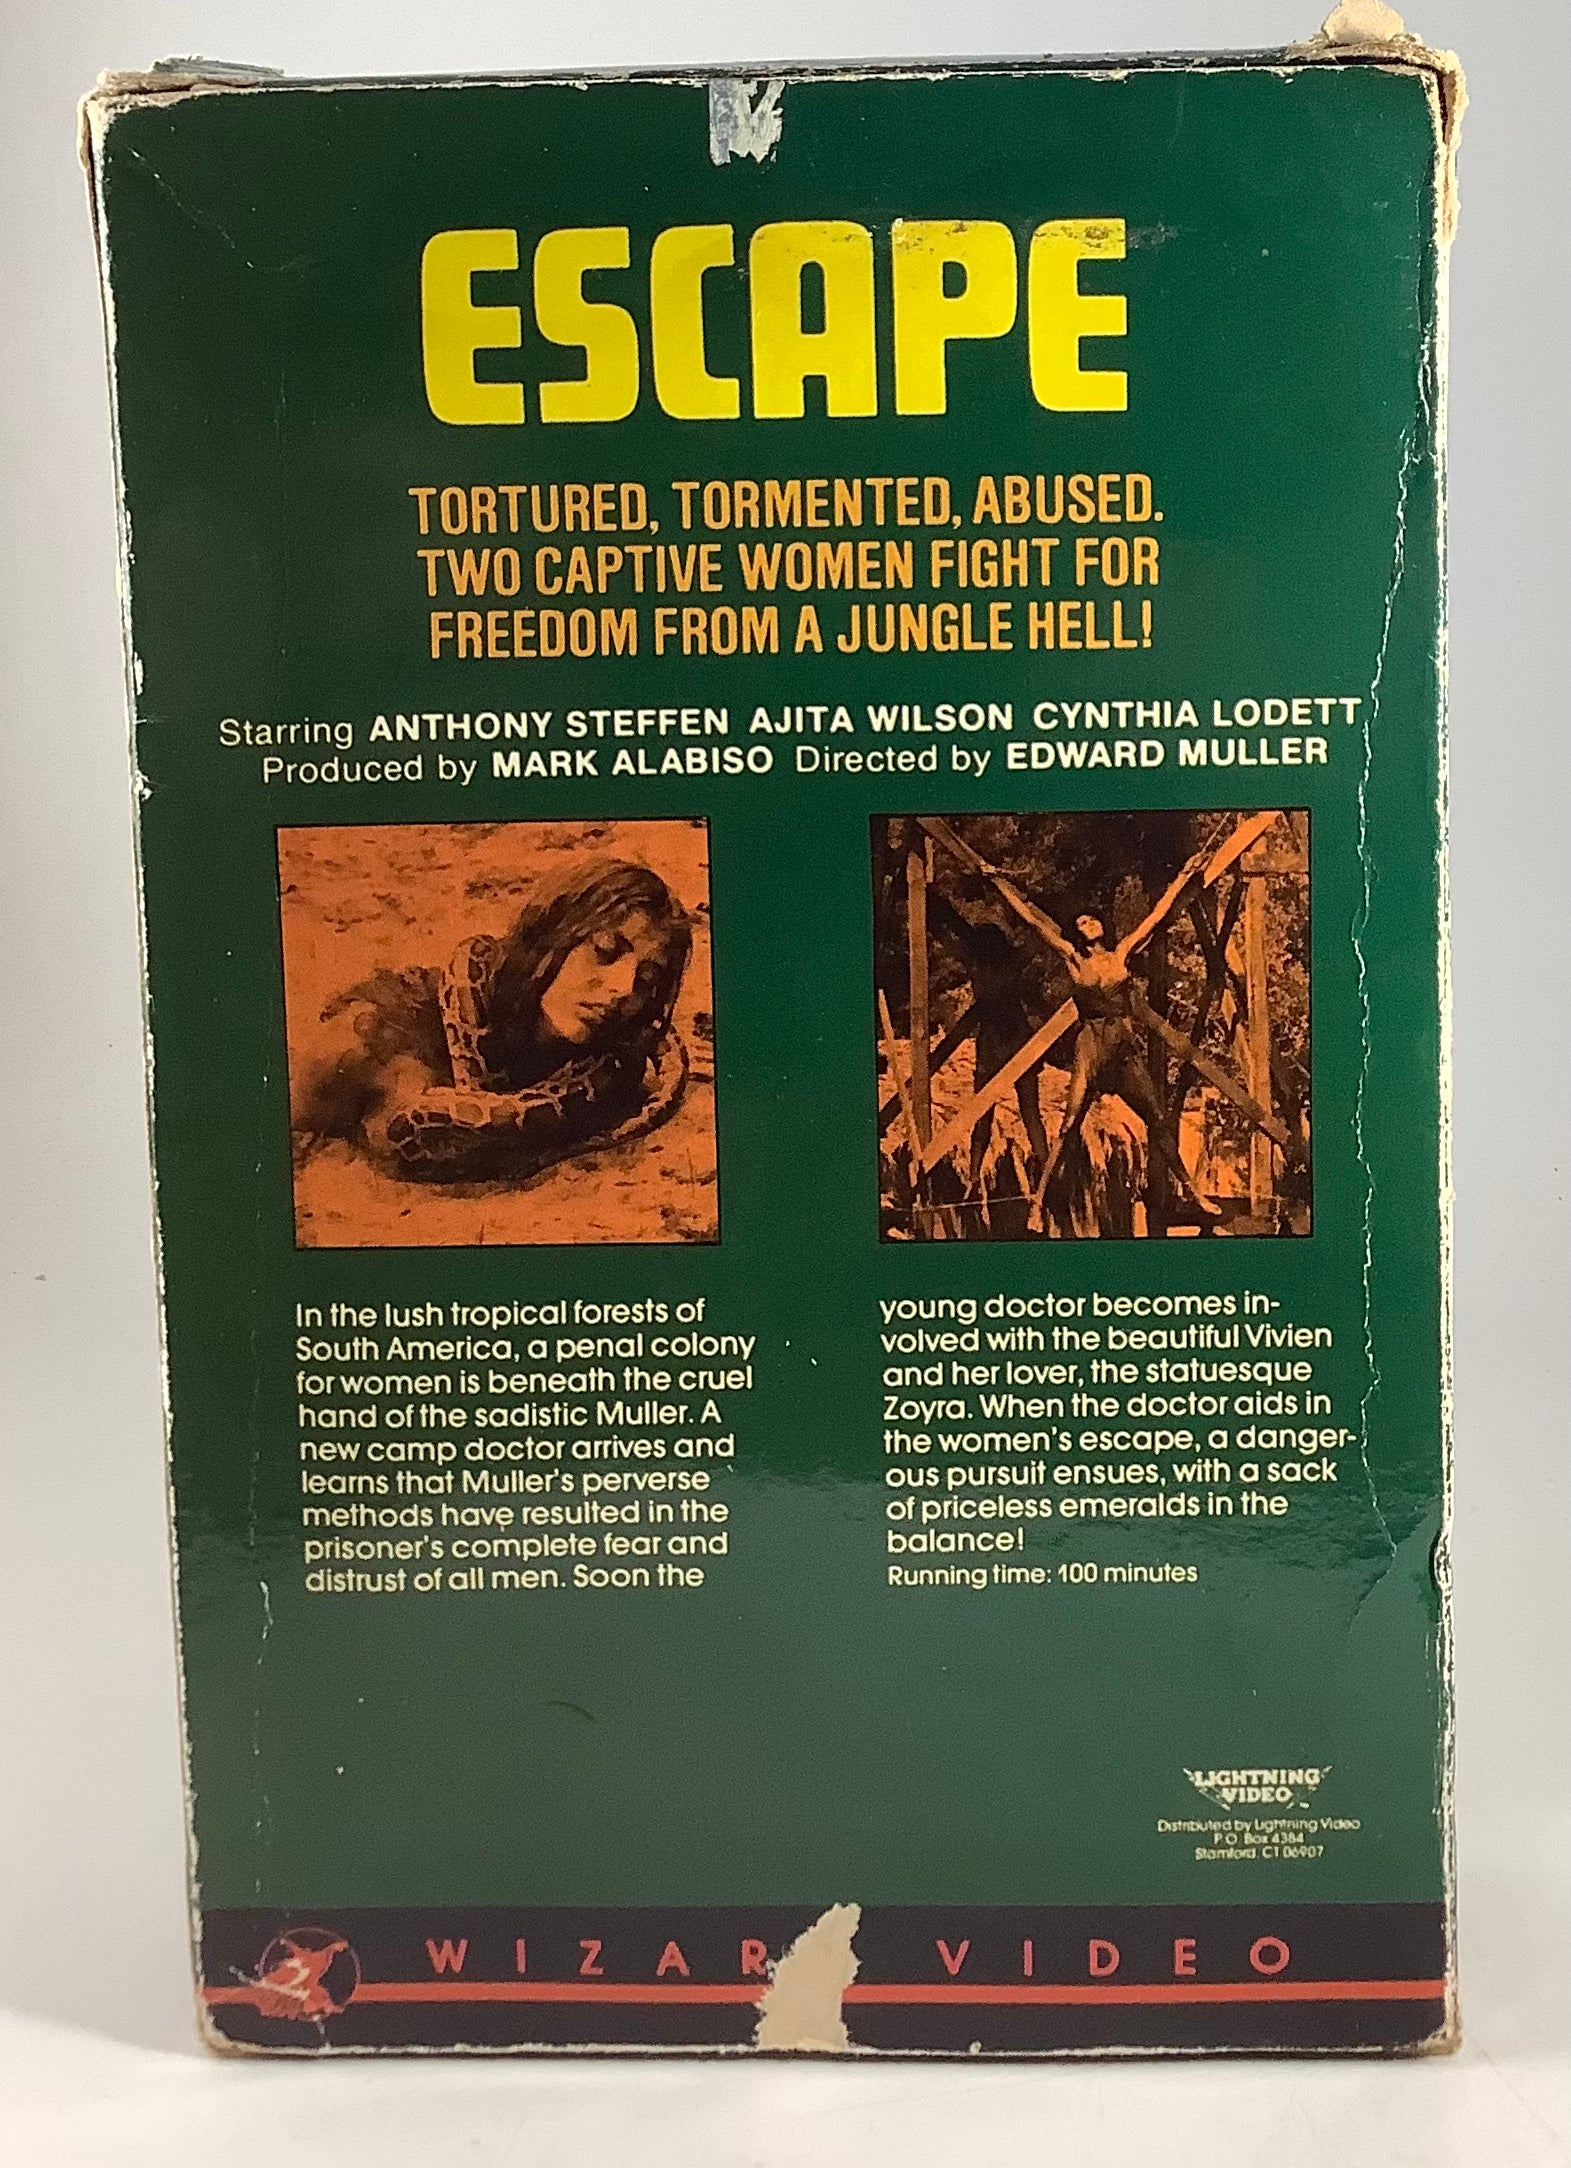 ESCAPE
TORTURED, TORMENTED, ABUSED.
TWO CAPTIVE WOMEN FIGHT FOR
FREEDOM FROM A JUNGLE HELL!
Starring ANTHONY STEFFEN AJITA WILSON CYNTHIA LODETT
Produced by MARK ALABISO Directed by EDWARD MULLER
In the lush tropical forests of
South America, a penal colony
for women is beneath the cruel
hand of the sadistic Muller. A
new camp doctor arrives and
learns that Muller's perverse
methods have resulted in the
prisoner's complete fear and
distrust of all men. Soon the
young doctor becomes in-
volved with the beautiful Vivien
and her lover, the statuesque
Zoyra. When the doctor aids in
the women's escape, a danger-
ous pursuit ensues, with a sack
of priceless emeralds in the
balance!
Running time: 100 minutes
LIGHTNING
VIDEO
Distributed by Lightning Video
P.O. Box 4384
Stamford, CT 06907
WIZAR VIDEO